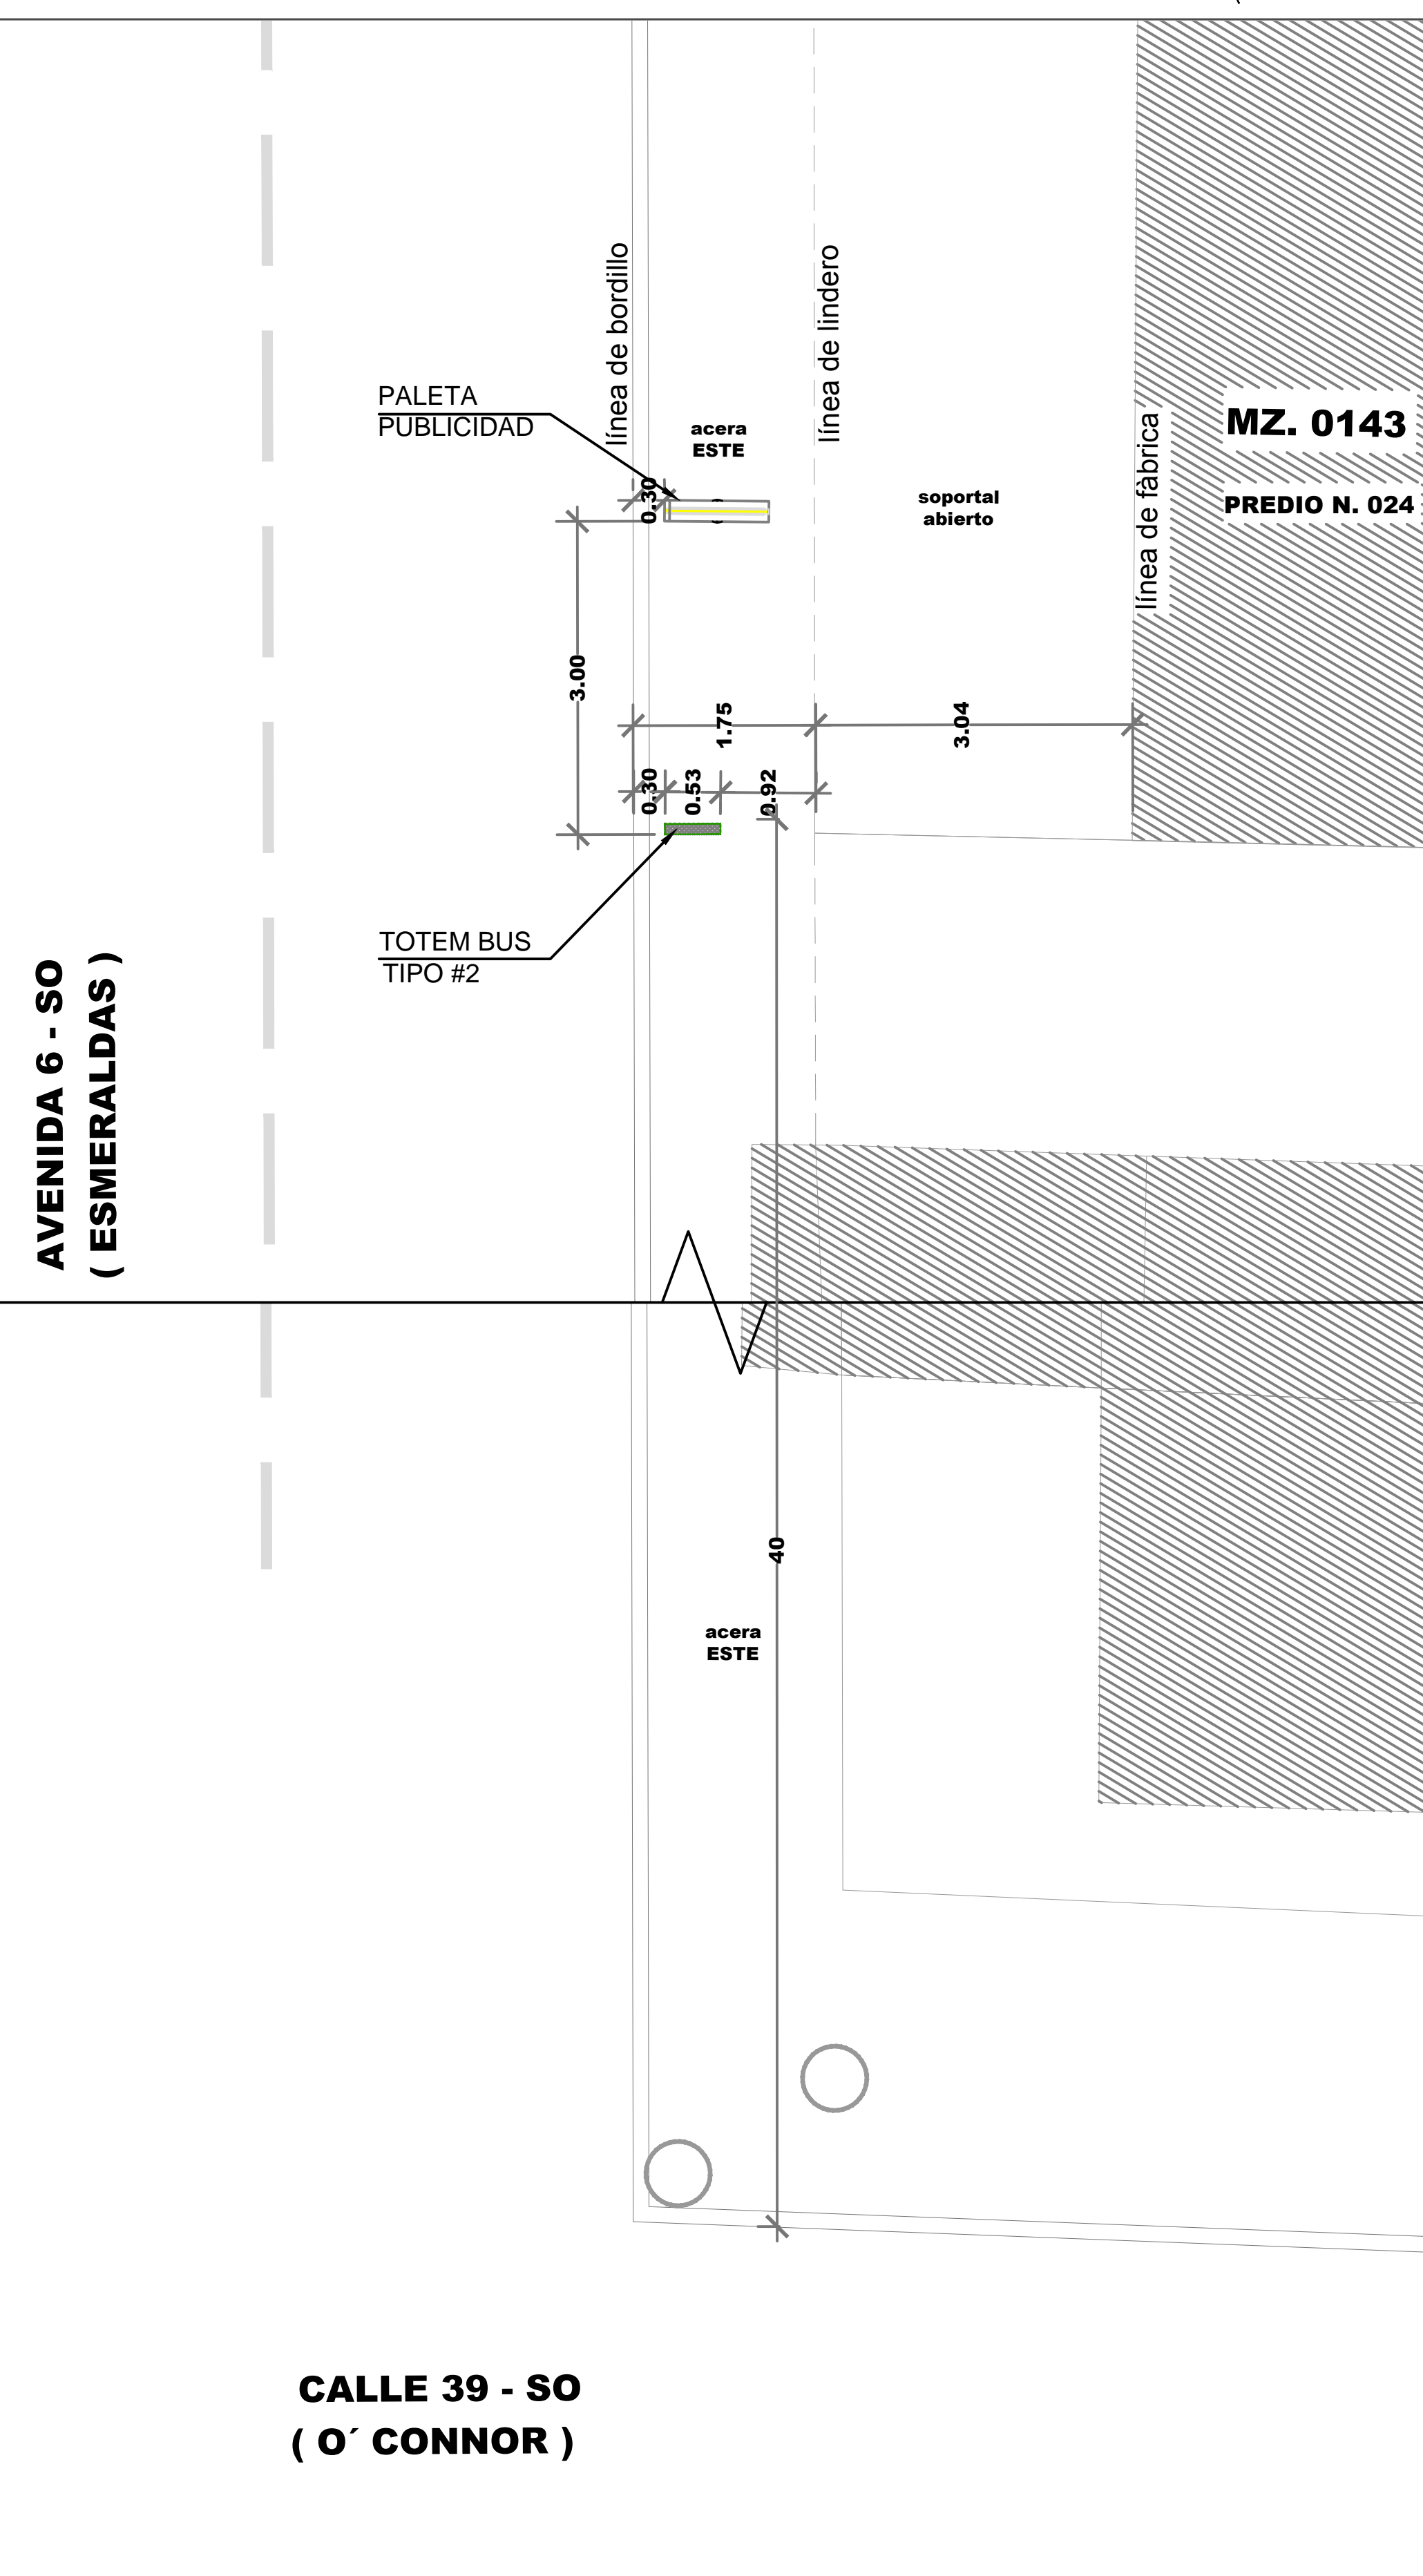 línea de bordillo
línea de lindero
PALETA
PUBLICIDAD
acera
ESTE
MZ. 0143
PREDIO N. 024
soportal
abierto
línea de fàbrica
0.30
3.00
1.75
3.04
0.30
0.53
0.92
TOTEM BUS
TIPO #2
AVENIDA 6 - SO
( ESMERALDAS )
40
acera
ESTE
CALLE 39 - SO
( O´ CONNOR )